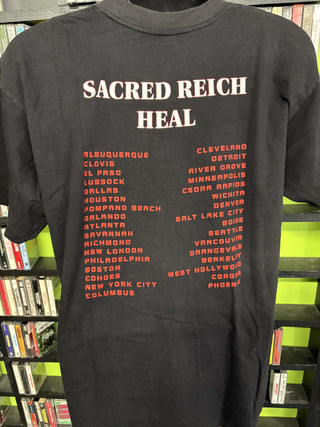 SACRED REICH
HEAL
ALBUQUERQUE
CLOVIS
EL PASO
LUBBOCK
DALLAS
HOUSTON
POMPANO BEACH
ORLANDO
ATLANTA
SAVANNAH
RICHMOND
NEW LONDON
PHILADELPHIA
BOSTON
COHOES
NEW YORK CITY
COLUMBUS
CLEVELAND
DETROIT
RIVER GROVE
MINNEAPOLIS
CEDAR RAPIDS
WICHITA
DENVER
SALT LAKE CITY
BOISE
SEATTLE
VANCOUVER
ORANGEVALE
BERKELEY
WEST HOLLYWOOD
CORONA
PHOENIX